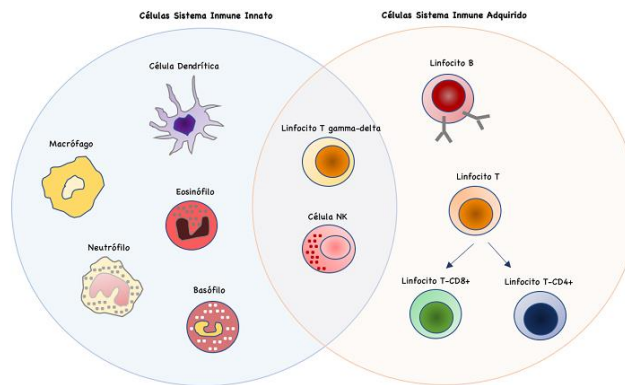 Células Sistema Inmune Innato
Células Sistema Inmune Adquirido
Célula Dendrítica
Linfocito B
Linfocito T gamma-delta
Macrófago
Linfocito T
Eosinófilo
Célula NK
Neutrófilo
Linfocito T-CD8+
Linfocito T-CD4+
Basófilo